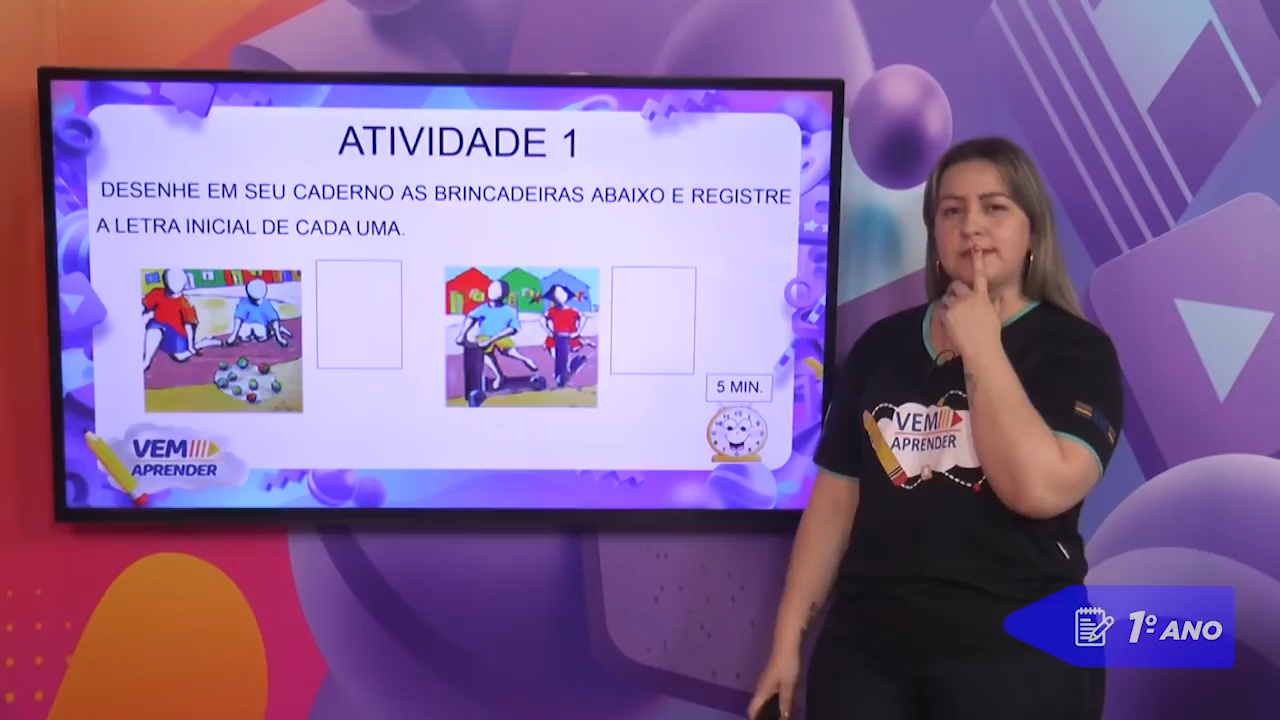 ATIVIDADE 1
DESENHE EM SEU CADERNO AS BRINCADEIRAS ABAIXO E REGISTRE
A LETRA INICIAL DE CADA UMA.
5 MIN.
VEM
APRENDER
VEM
APRENDER
1º ANO